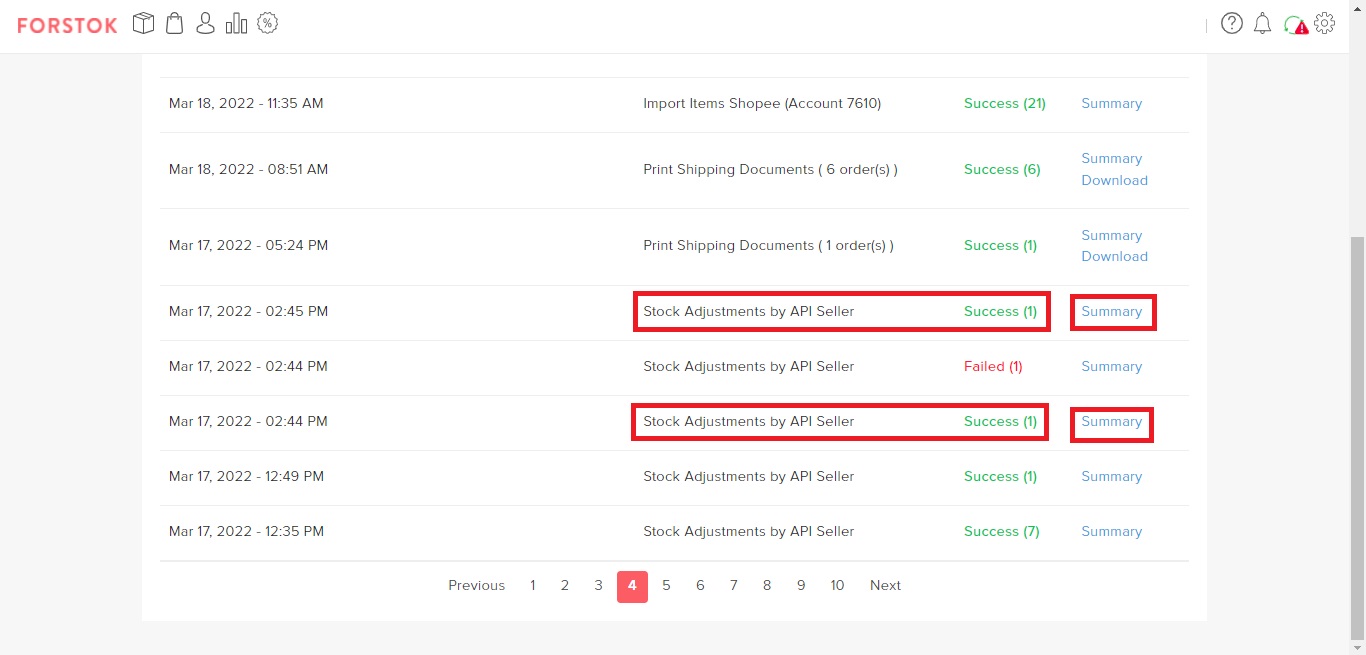 FORSTOK
Mar 18, 2022 - 11:35 AM Import Items Shopee (Account 7610) Success (21) Summary
Mar 18, 2022 - 08:51 AM Print Shipping Documents ( 6 order(s) ) Success (6) Summary
Download
Mar 17, 2022 - 05:24 PM Print Shipping Documents ( 1 order(s) ) Success (1) Summary
Download
Mar 17, 2022 - 02:45 PM Stock Adjustments by API Seller Success (1) Summary
Mar 17, 2022 - 02:44 PM Stock Adjustments by API Seller Failed (1) Summary
Mar 17, 2022 - 02:44 PM Stock Adjustments by API Seller Success (1) Summary
Mar 17, 2022 - 12:49 PM Stock Adjustments by API Seller Success (1) Summary
Mar 17, 2022 - 12:35 PM Stock Adjustments by API Seller Success (7) Summary
Previous 1 2 3 4 5 6 7 8 9 10 Next